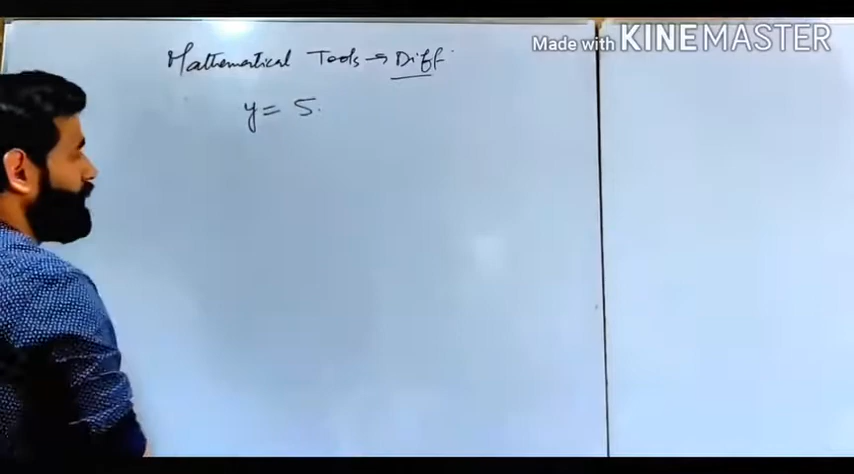 Made with KINEMASTER
Mathematical Tools → Diff.
y = 5.